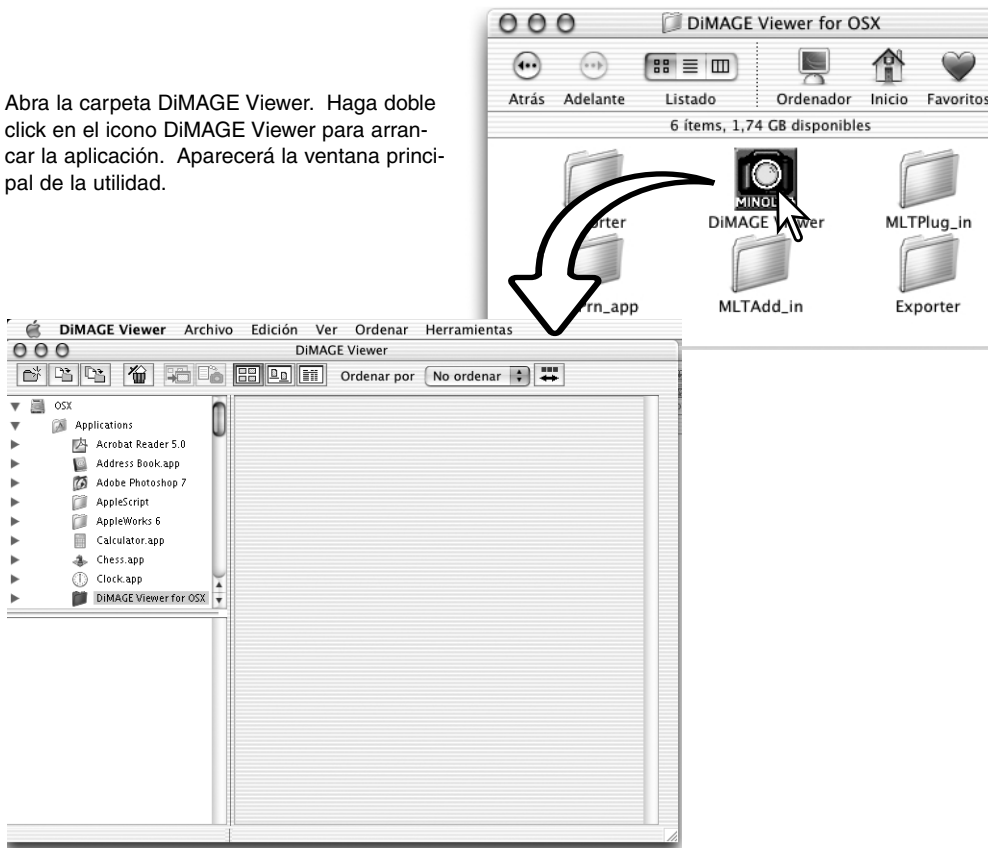 DiMAGE Viewer for OSX
Atrás Adelante Listado Ordenador Inicio Favoritos
6 ítems, 1,74 GB disponibles
Abra la carpeta DiMAGE Viewer. Haga doble
click en el icono DiMAGE Viewer para arran-
car la aplicación. Aparecerá la ventana princi-
pal de la utilidad.
DiMAGE Viewer MLTPlug_in
MLTAdd_in Exporter
DiMAGE Viewer Archivo Edición Ver Ordenar Herramientas
DiMAGE Viewer
Ordenar por No ordenar
OSX
Applications
Acrobat Reader 5.0
Address Book.app
Adobe Photoshop 7
AppleScript
AppleWorks 6
Calculator.app
Chess.app
Clock.app
DiMAGE Viewer for OSX